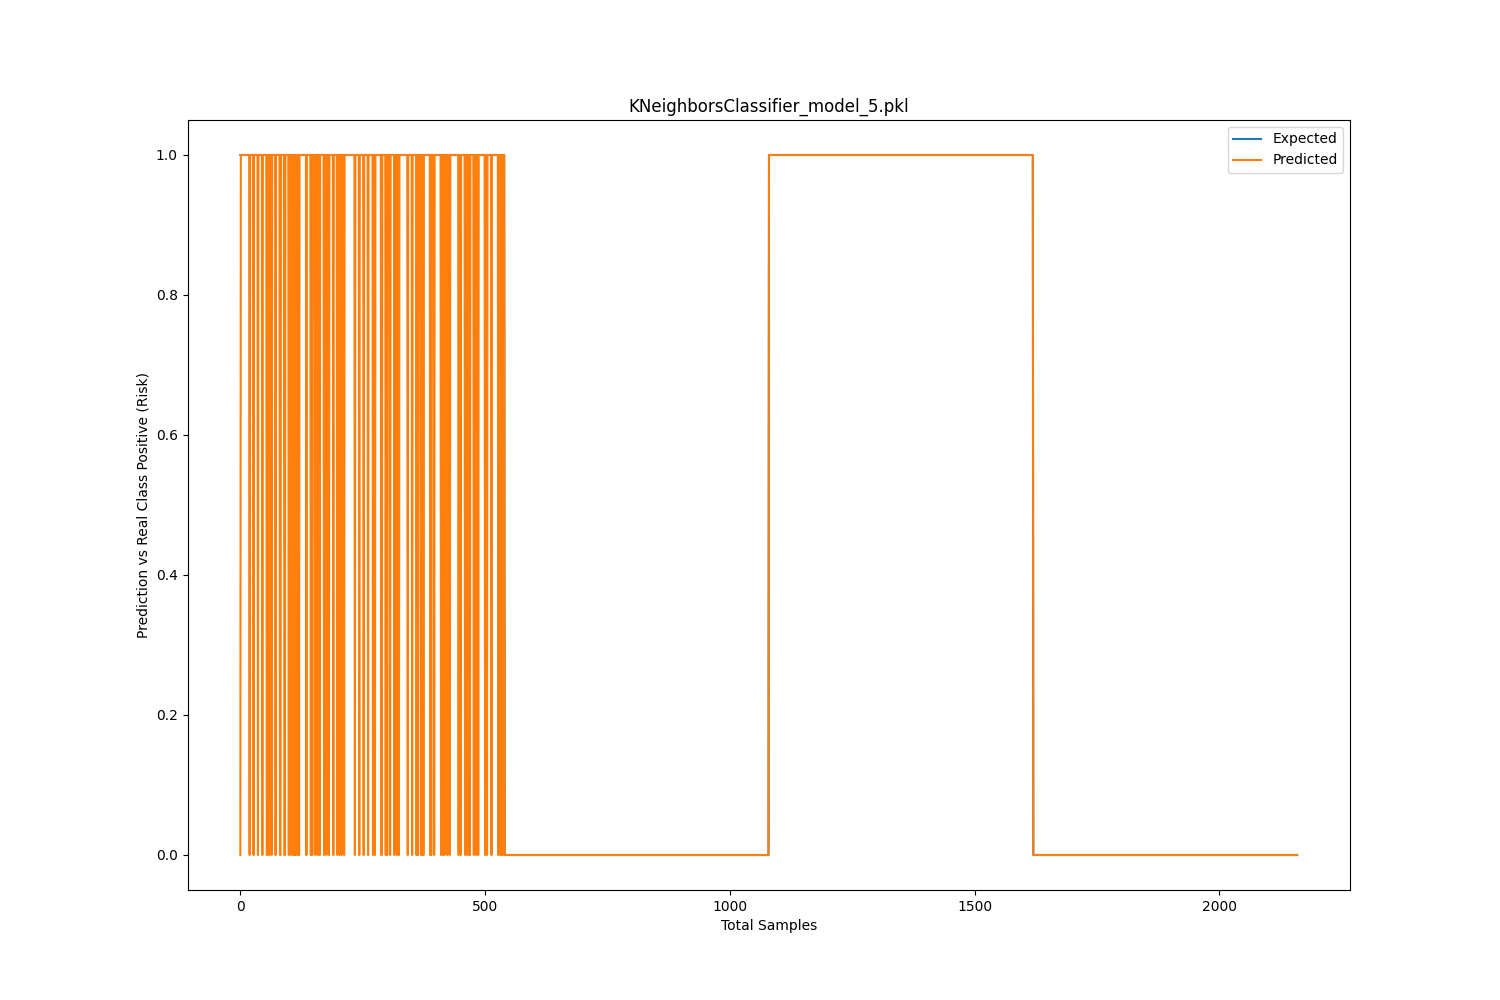 KNeighborsClassifier_model_5.pkl
Expected
Predicted
1.0
0.8
0.6
0.4
0.2
0.0
Prediction vs Real Class Positive (Risk)
0
500
1000
1500
2000
Total Samples